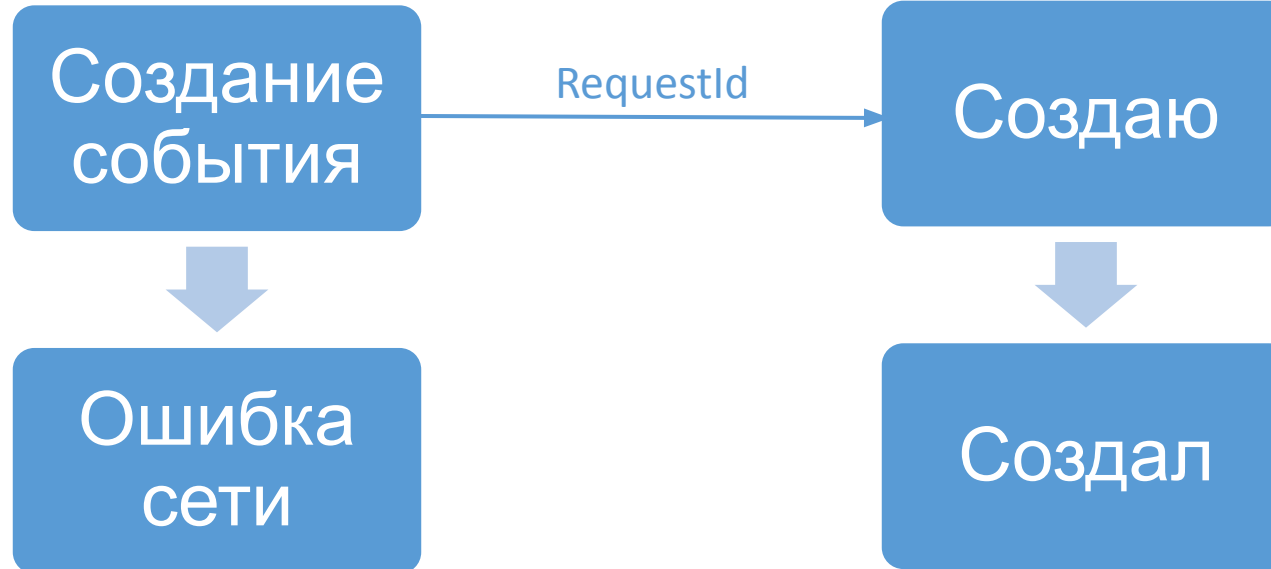 Создание
события
RequestId
Создаю
Ошибка
сети
Создал